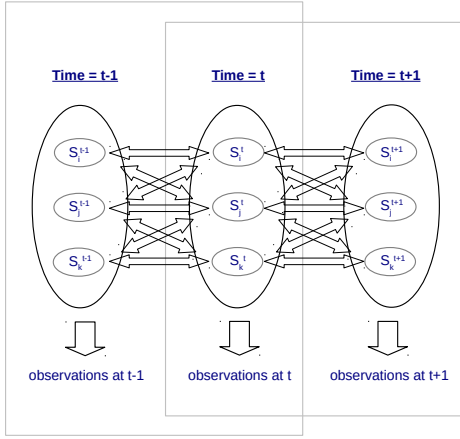 Time = t-1 Time = t Time = t+1
S_i^t-1 S_i^t S_i^t+1
S_j^t-1 S_j^t S_j^t+1
S_k^t-1 S_k^t S_k^t+1
observations at t-1 observations at t observations at t+1